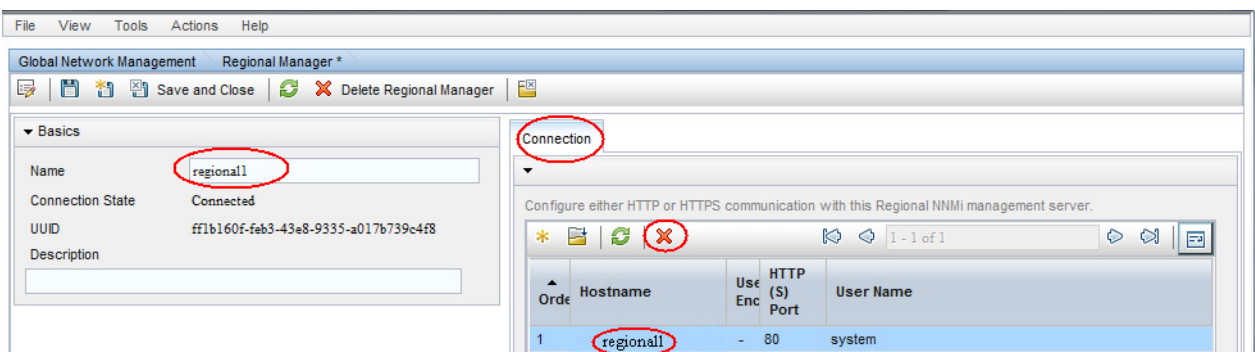 File View Tools Actions Help
Global Network Management Regional Manager *
Save and Close Delete Regional Manager
Basics
Name regional1
Connection State Connected
UUID ff1b160f-feb3-43e8-9335-a017b739c4f8
Description
Connection
Configure either HTTP or HTTPS communication with this Regional NNMi management server.
1 - 1 of 1
Orde Hostname Use Enc HTTP (S) Port User Name
1 regional1 - 80 system